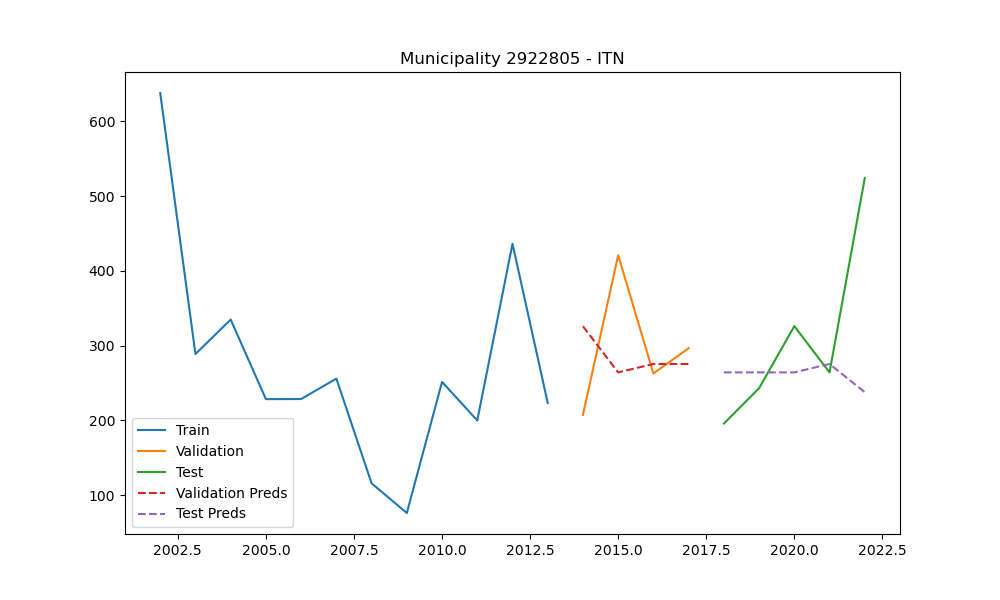 Municipality 2922805 - ITN
600
500
400
300
200
100
Train
Validation
Test
Validation Preds
Test Preds
2002.5 2005.0 2007.5 2010.0 2012.5 2015.0 2017.5 2020.0 2022.5